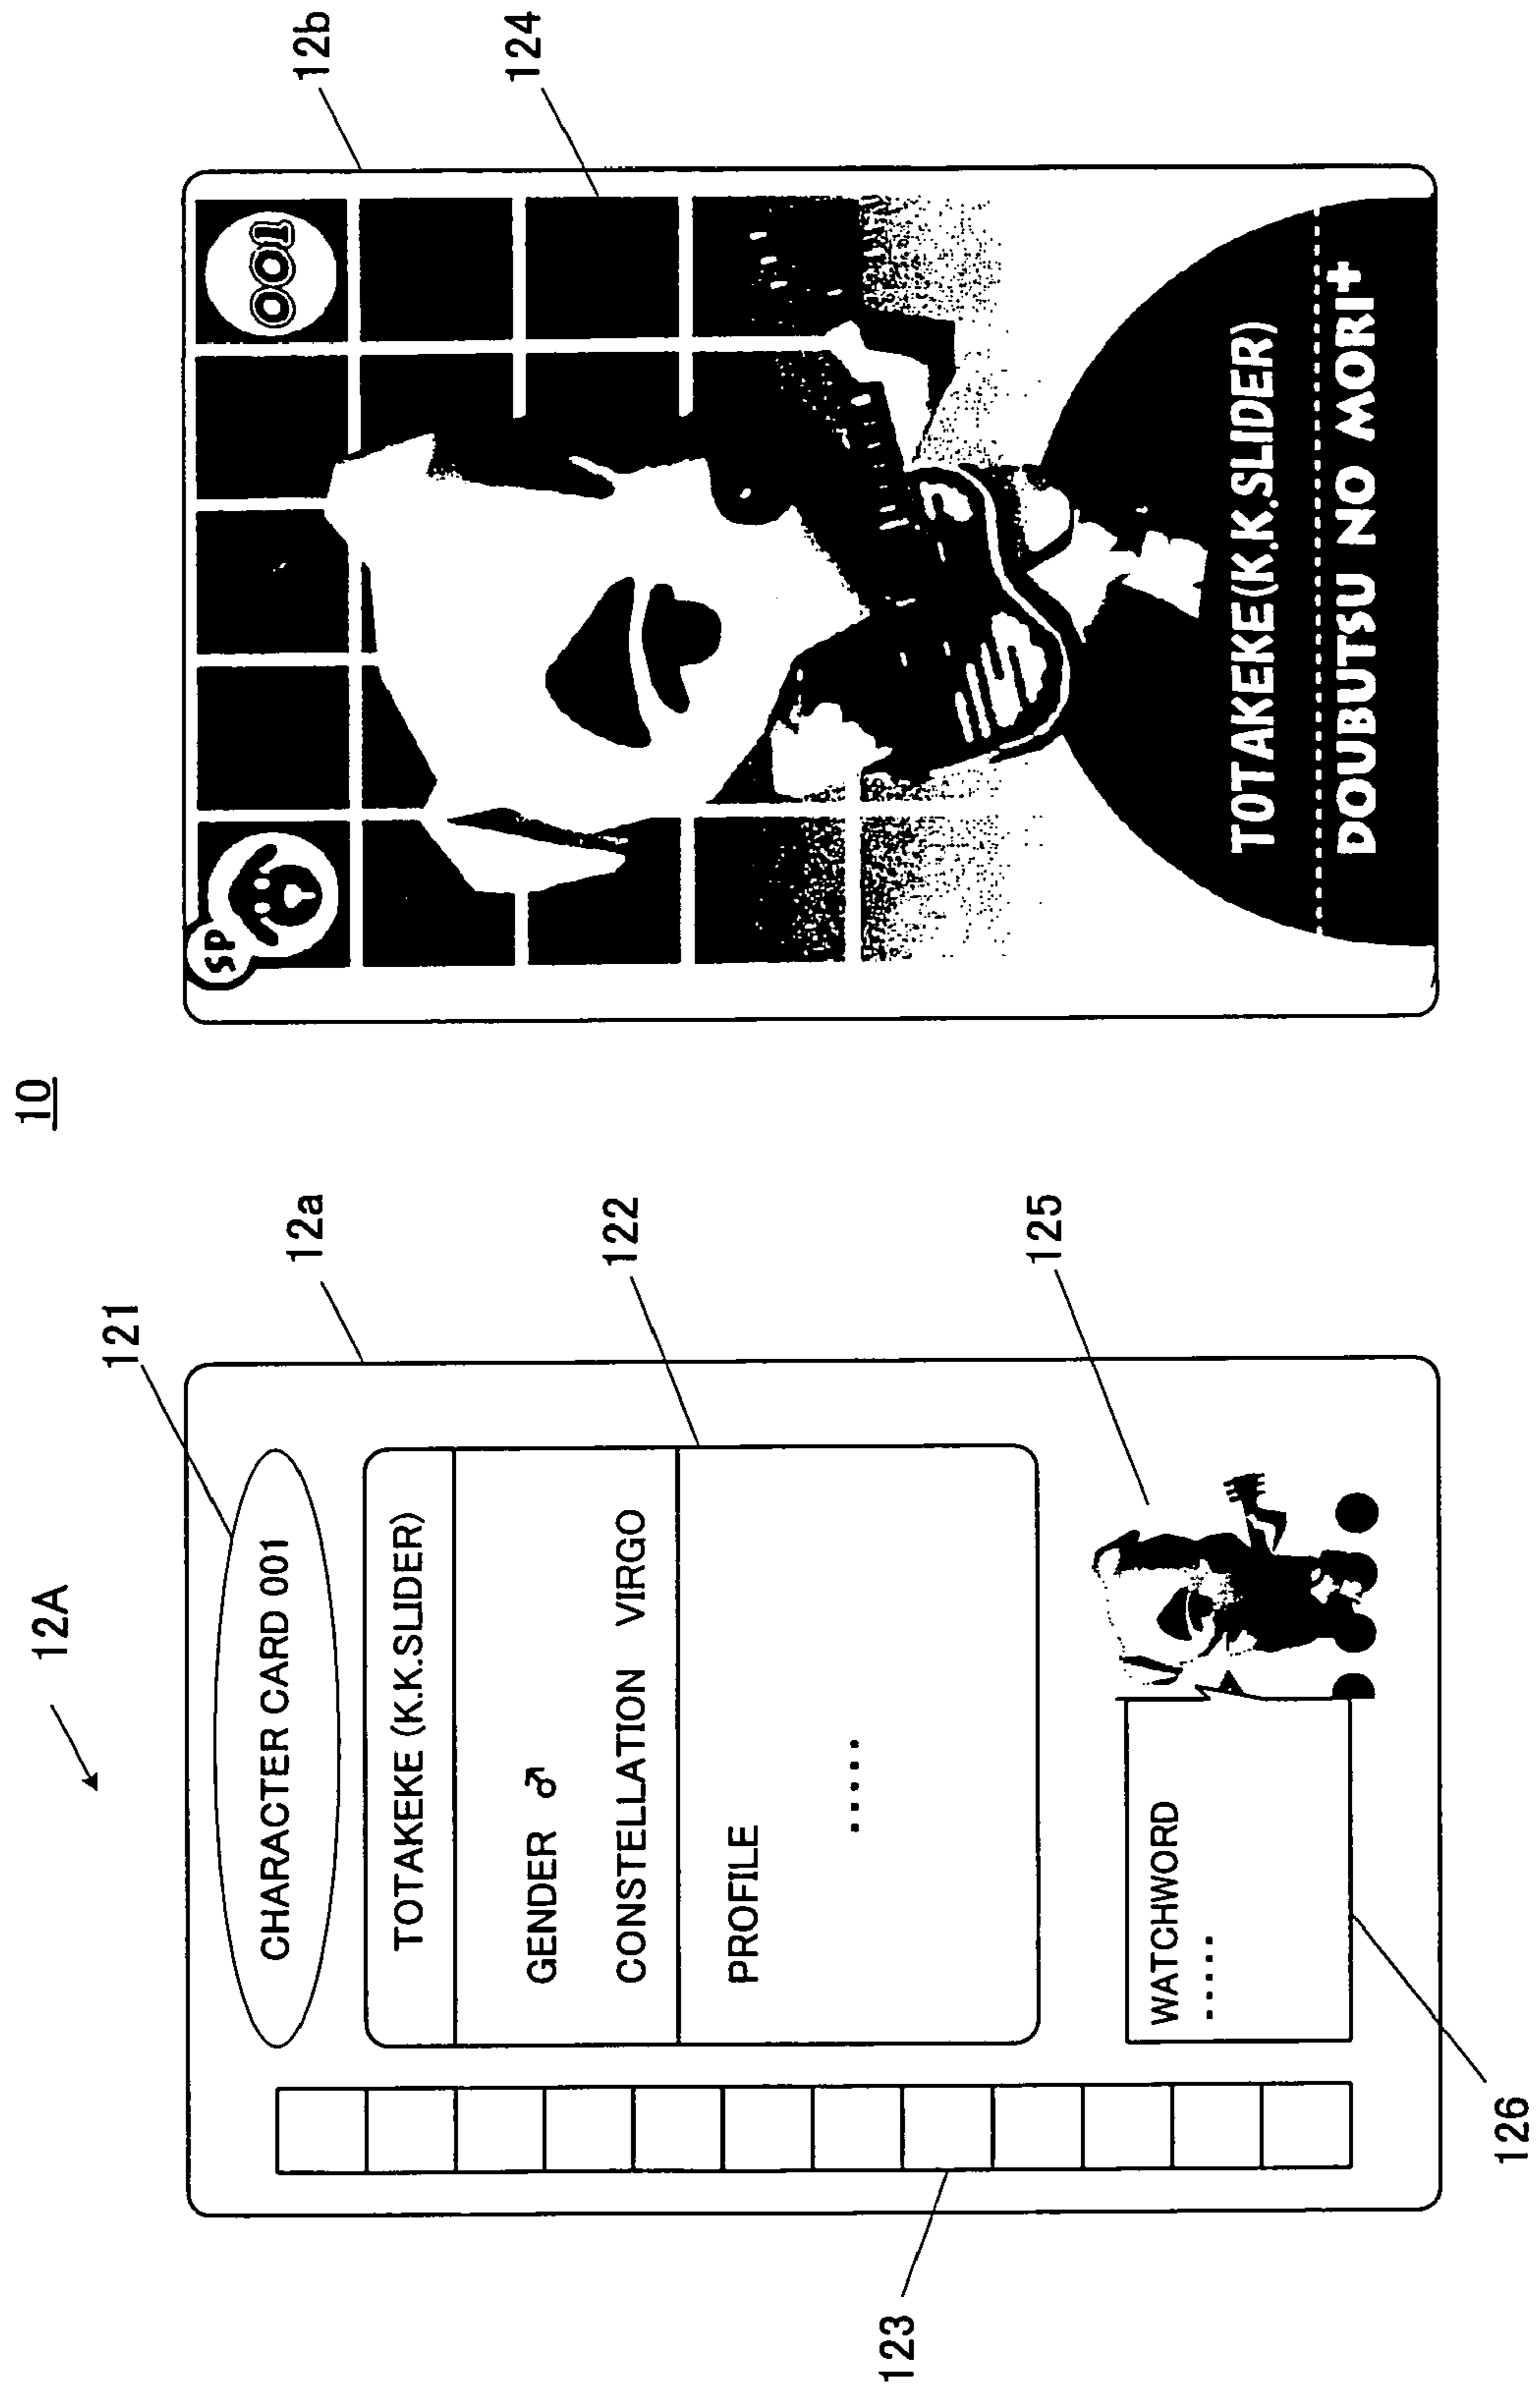 10
12A
121
12a
CHARACTER CARD 001
122
TOTAKEKE (K.K.SLIDER)
GENDER ♂
CONSTELLATION VIRGO
PROFILE
.....
125
WATCHWORD
.....
123
126
12b
124
SP
001
TOTAKEKE(K.K.SLIDER)
DOUBUTSU NO MORI+